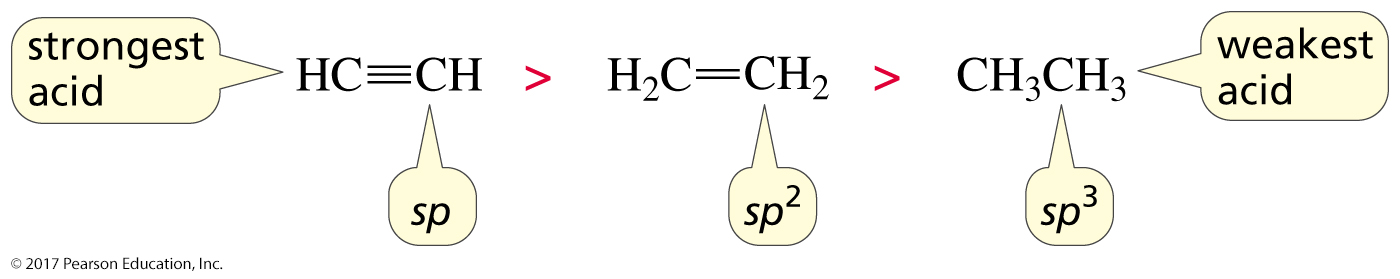 strongest
acid
HC≡CH > H₂C=CH₂ > CH₃CH₃
weakest
acid
sp
sp²
sp³
© 2017 Pearson Education, Inc.